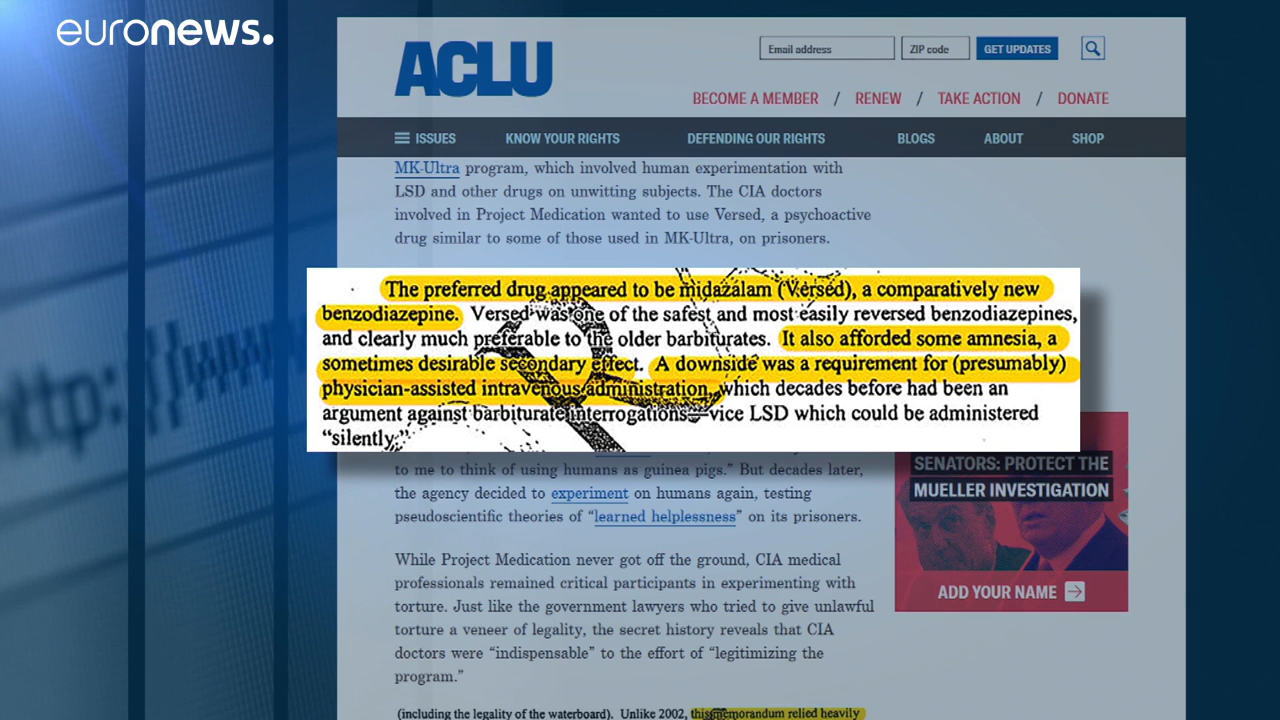 euronews.
ACLU
Email address
ZIP code
GET UPDATES
BECOME A MEMBER / RENEW / TAKE ACTION / DONATE
ISSUES KNOW YOUR RIGHTS DEFENDING OUR RIGHTS BLOGS ABOUT SHOP
MK-Ultra program, which involved human experimentation with
LSD and other drugs on unwitting subjects. The CIA doctors
involved in Project Medication wanted to use Versed, a psychoactive
drug similar to some of those used in MK-Ultra, on prisoners.
The preferred drug appeared to be midazalam (Versed), a comparatively new
benzodiazepine. Versed was one of the safest and most easily reversed benzodiazepines,
and clearly much preferable to the older barbiturates. It also afforded some amnesia, a
sometimes desirable secondary effect. A downside was a requirement for (presumably)
physician-assisted intravenous administration, which decades before had been an
argument against barbiturate interrogations—vice LSD which could be administered
“silently.”
to me to think of using humans as guinea pigs.” But decades later,
the agency decided to experiment on humans again, testing
pseudoscientific theories of “learned helplessness” on its prisoners.
While Project Medication never got off the ground, CIA medical
professionals remained critical participants in experimenting with
torture. Just like the government lawyers who tried to give unlawful
torture a veneer of legality, the secret history reveals that CIA
doctors were “indispensable” to the effort of “legitimizing the
program.”
(including the legality of the waterboard). Unlike 2002, this memorandum relied heavily
SENATORS: PROTECT THE
MUELLER INVESTIGATION
ADD YOUR NAME
http://www